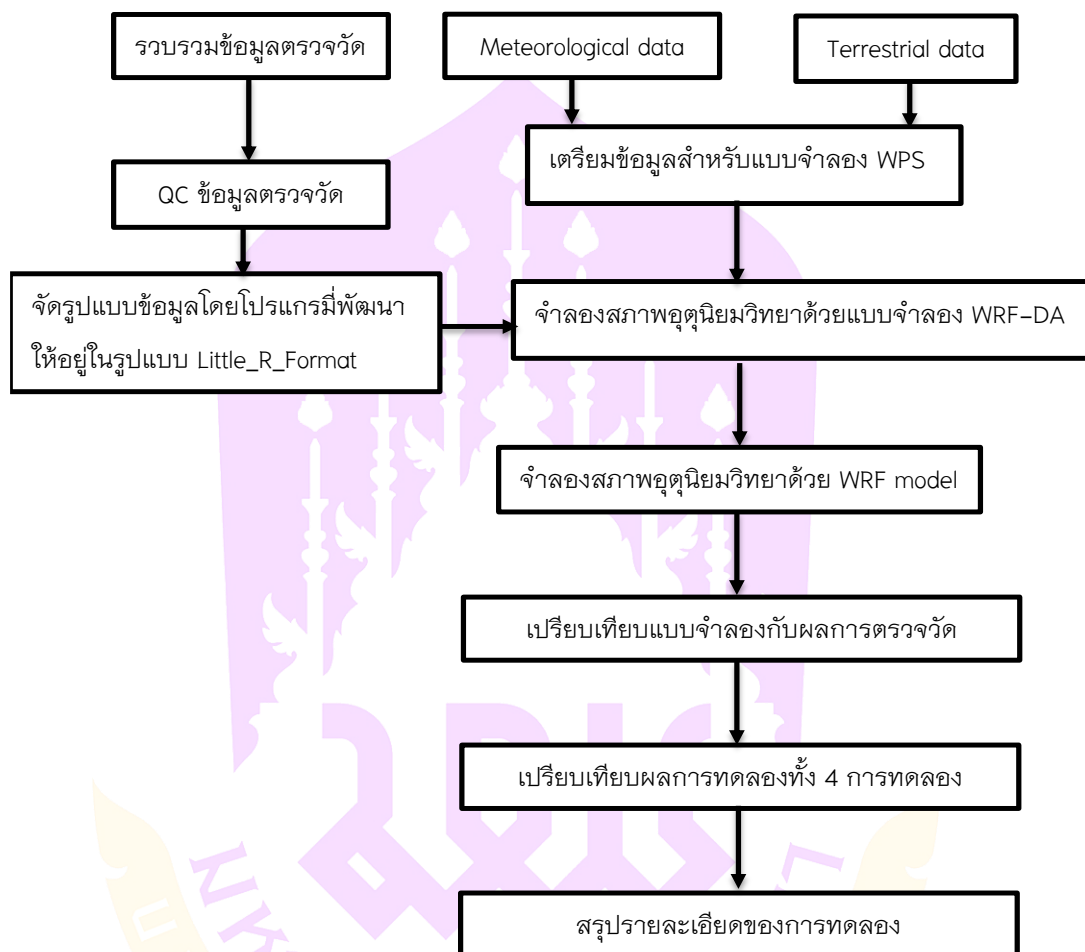 รวบรวมข้อมูลตรวจวัด
Meteorological data
Terrestrial data
เตรียมข้อมูลสำหรับแบบจำลอง WPS
QC ข้อมูลตรวจวัด
จัดรูปแบบข้อมูลโดยโปรแกรมี่พัฒนา
ให้อยู่ในรูปแบบ Little_R_Format
จำลองสภาพอุตุนิยมวิทยาด้วยแบบจำลอง WRF-DA
จำลองสภาพอุตุนิยมวิทยาด้วย WRF model
เปรียบเทียบแบบจำลองกับผลการตรวจวัด
เปรียบเทียบผลการทดลองทั้ง 4 การทดลอง
สรุปรายละเอียดของการทดลอง